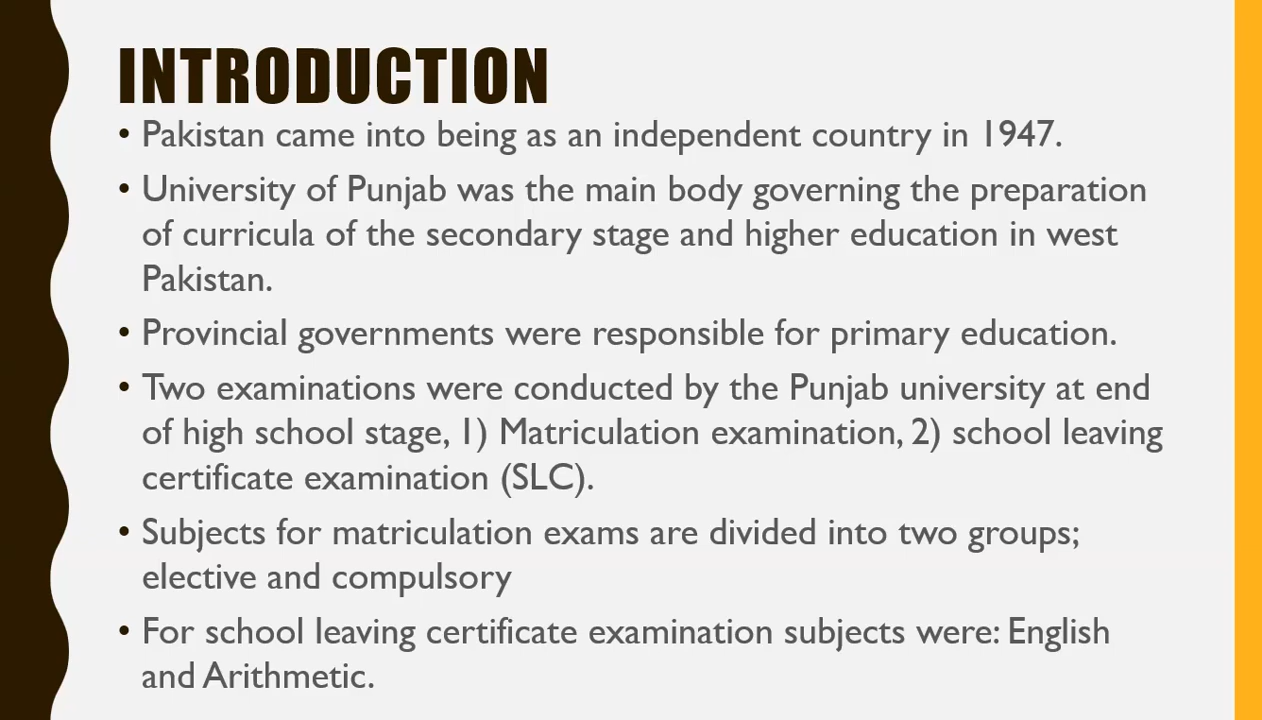 INTRODUCTION
• Pakistan came into being as an independent country in 1947.
• University of Punjab was the main body governing the preparation
of curricula of the secondary stage and higher education in west
Pakistan.
• Provincial governments were responsible for primary education.
• Two examinations were conducted by the Punjab university at end
of high school stage, 1) Matriculation examination, 2) school leaving
certificate examination (SLC).
• Subjects for matriculation exams are divided into two groups;
elective and compulsory
• For school leaving certificate examination subjects were: English
and Arithmetic.